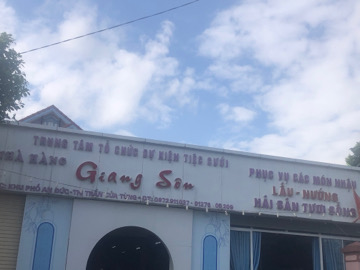 TRUNG TÂM TỔ CHỨC SỰ KIỆN TIỆC CƯỚI
NHÀ HÀNG
Giang Sơn
PHỤC VỤ CÁC MÓN NHẬU
LẨU - NƯỚNG
HẢI SẢN TƯƠI SỐNG